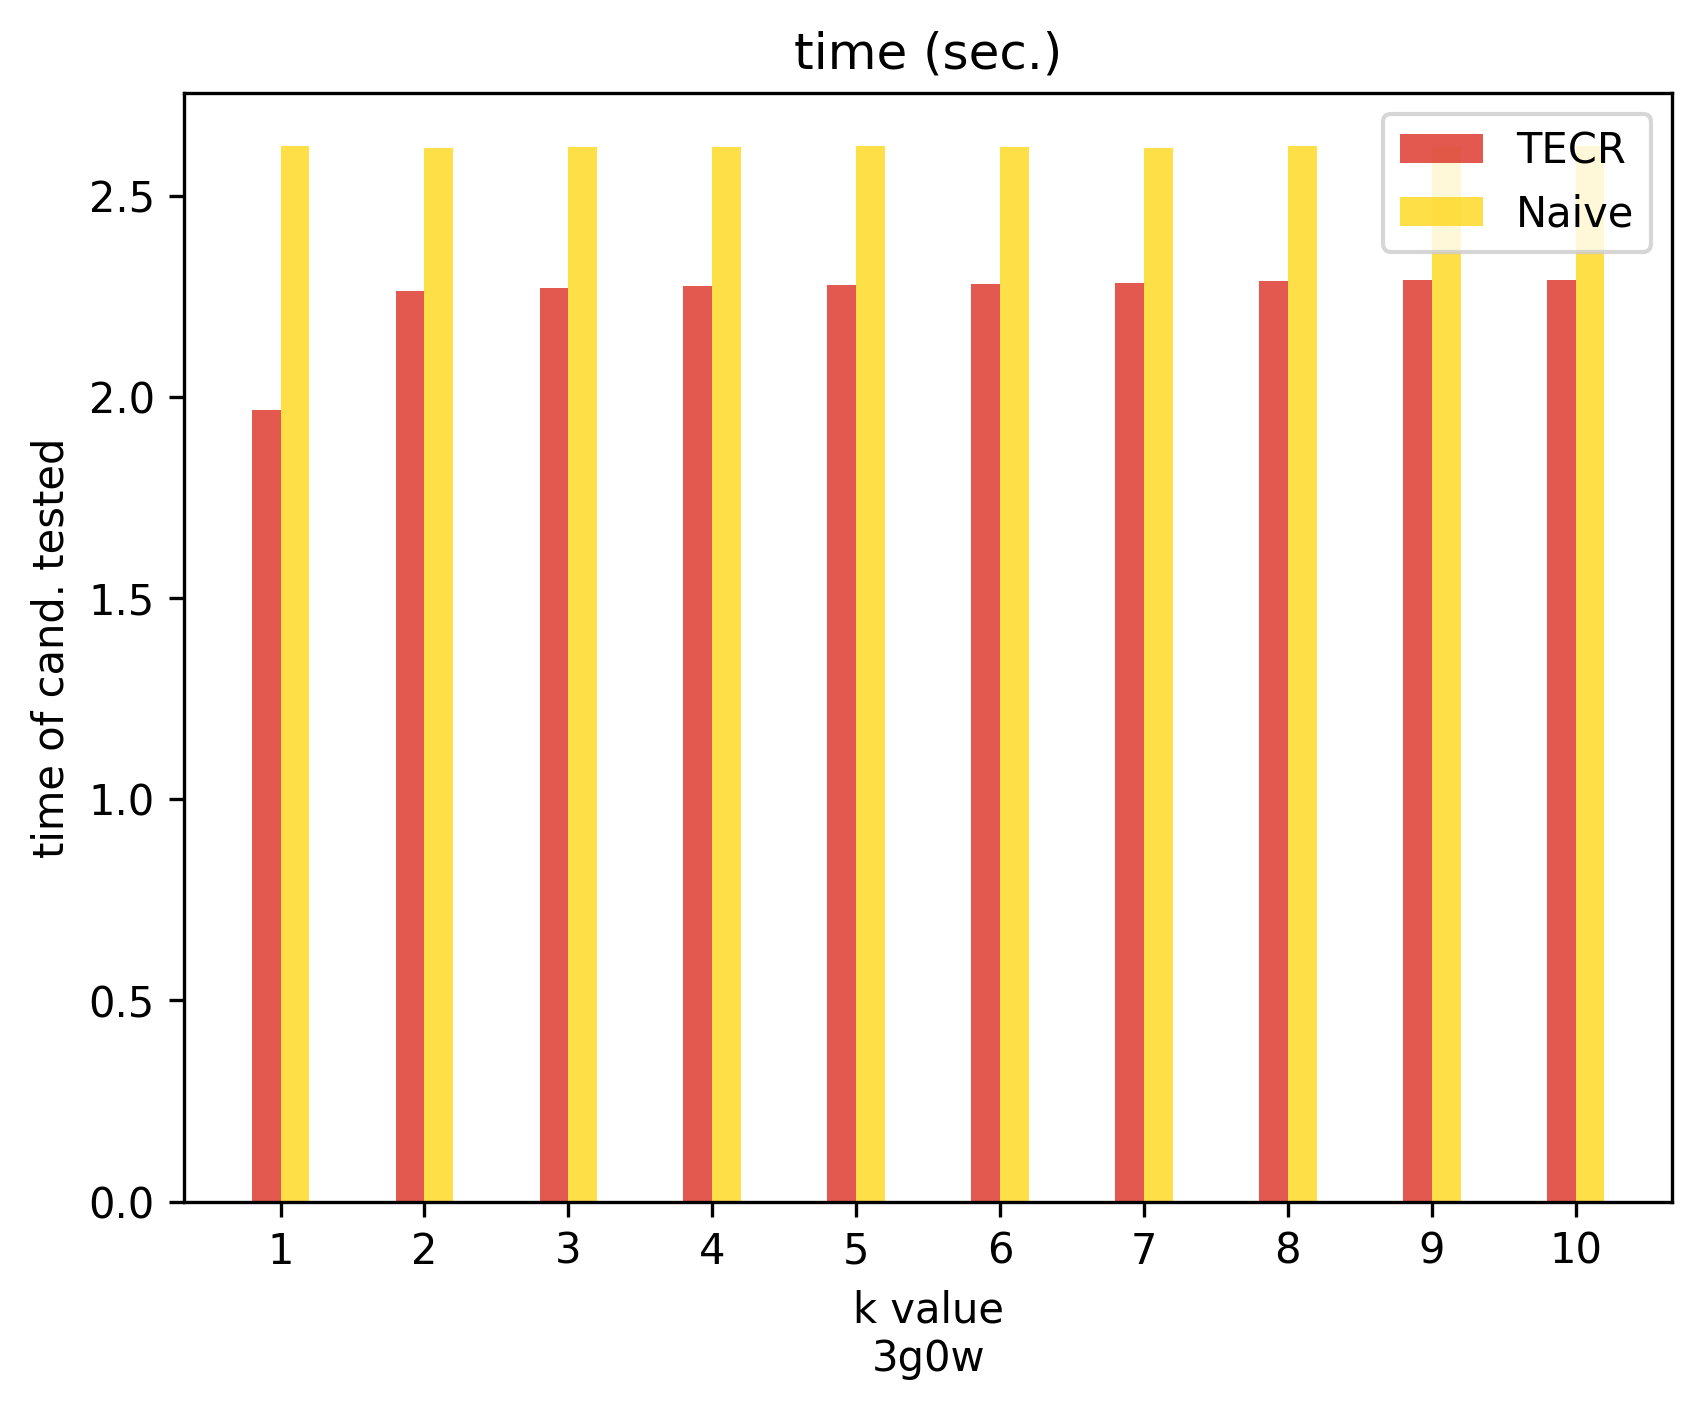 time (sec.)
TECR
Naive
time of cand. tested
2.5
2.0
1.5
1.0
0.5
0.0
1 2 3 4 5 6 7 8 9 10
k value
3g0w